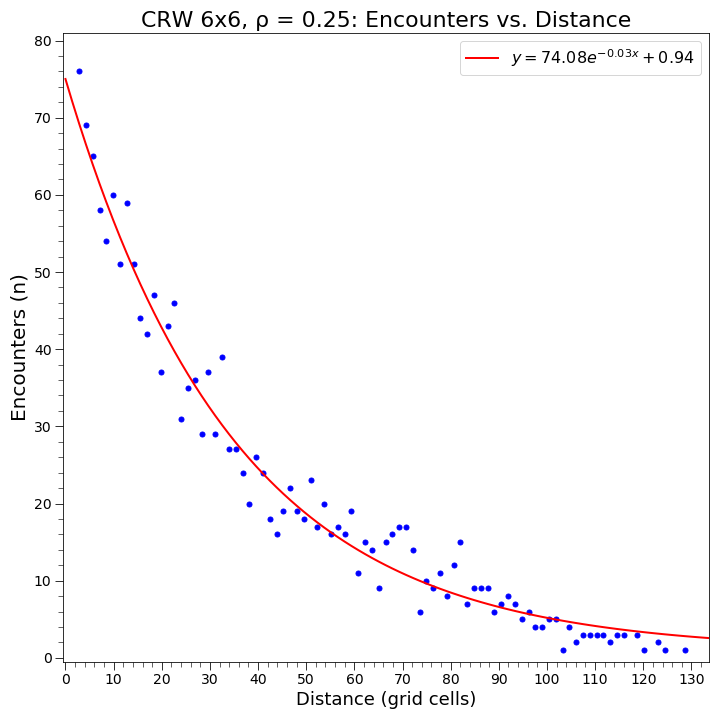 CRW 6x6, ρ = 0.25: Encounters vs. Distance
y = 74.08e^{−0.03x} + 0.94
Encounters (n)
80
70
60
50
40
30
20
10
0
0 10 20 30 40 50 60 70 80 90 100 110 120 130
Distance (grid cells)